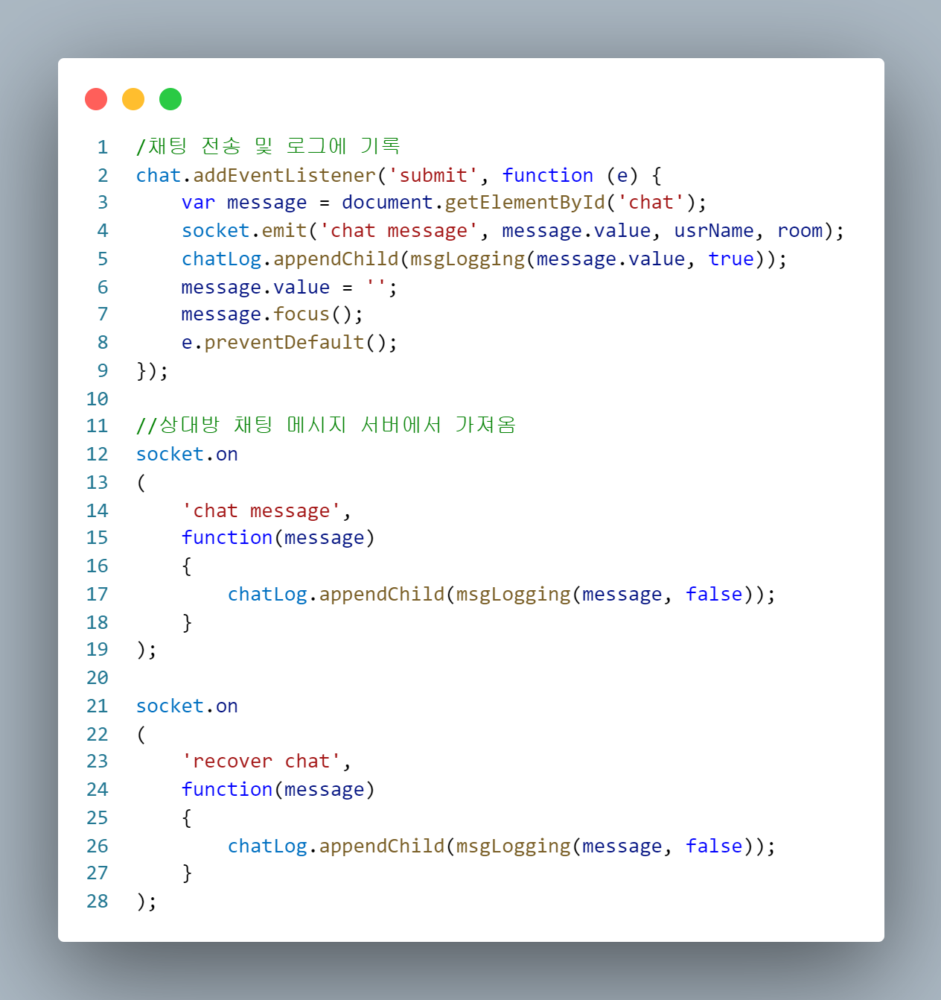 1 /채팅 전송 및 로그에 기록
2 chat.addEventListener('submit', function (e) {
3     var message = document.getElementById('chat');
4     socket.emit('chat message', message.value, usrName, room);
5     chatLog.appendChild(msgLogging(message.value, true));
6     message.value = '';
7     message.focus();
8     e.preventDefault();
9 });
10
11 //상대방 채팅 메시지 서버에서 가져옴
12 socket.on
13 (
14     'chat message',
15     function(message)
16     {
17         chatLog.appendChild(msgLogging(message, false));
18     }
19 );
20
21 socket.on
22 (
23     'recover chat',
24     function(message)
25     {
26         chatLog.appendChild(msgLogging(message, false));
27     }
28 );